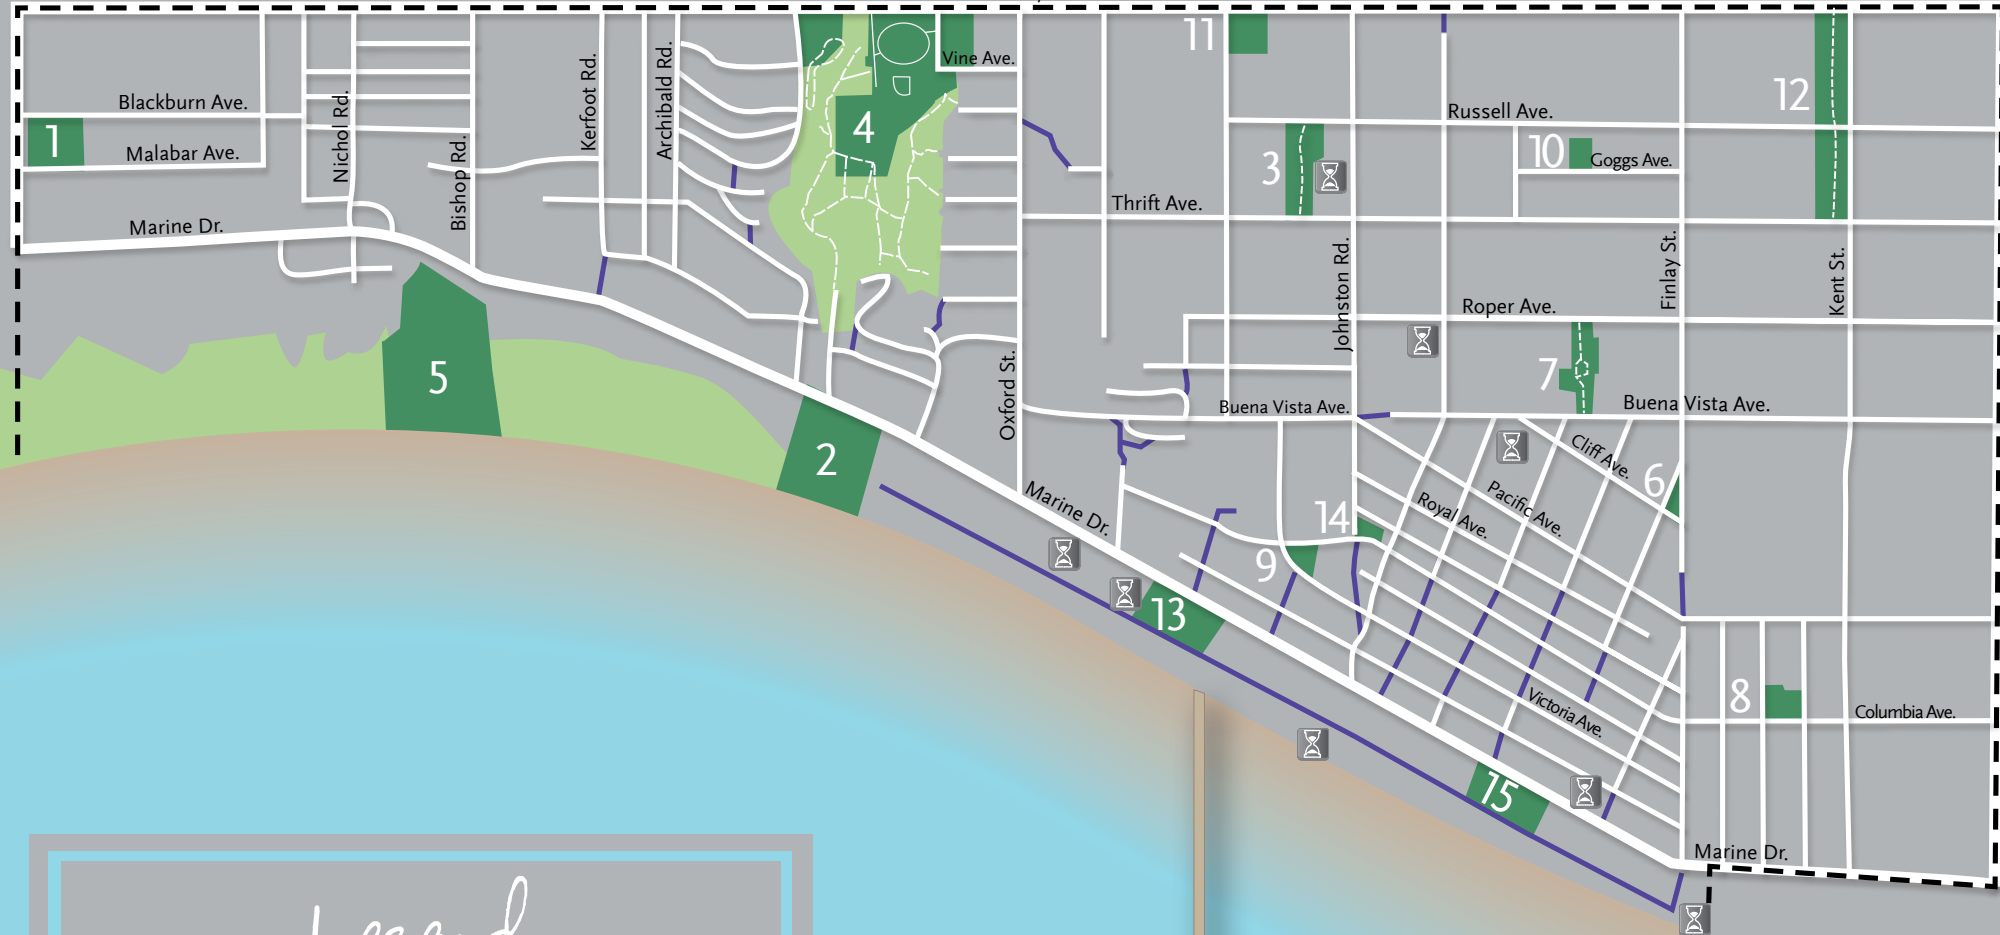 11
Vine Ave.
Kerfoot Rd.
Archibald Rd.
12
Blackburn Ave.
Nichol Rd.
4
Russell Ave.
1
Malabar Ave.
Bishop Rd.
3
10
Goggs Ave.
Thrift Ave.
Marine Dr.
Johnston Rd.
Finlay St.
Kent St.
Roper Ave.
5
Oxford St.
7
Buena Vista Ave.
Buena Vista Ave.
2
Cliff Ave.
6
Marine Dr.
Pacific Ave.
Royal Ave.
14
9
13
8
Victoria Ave.
Columbia Ave.
15
Marine Dr.
Legend